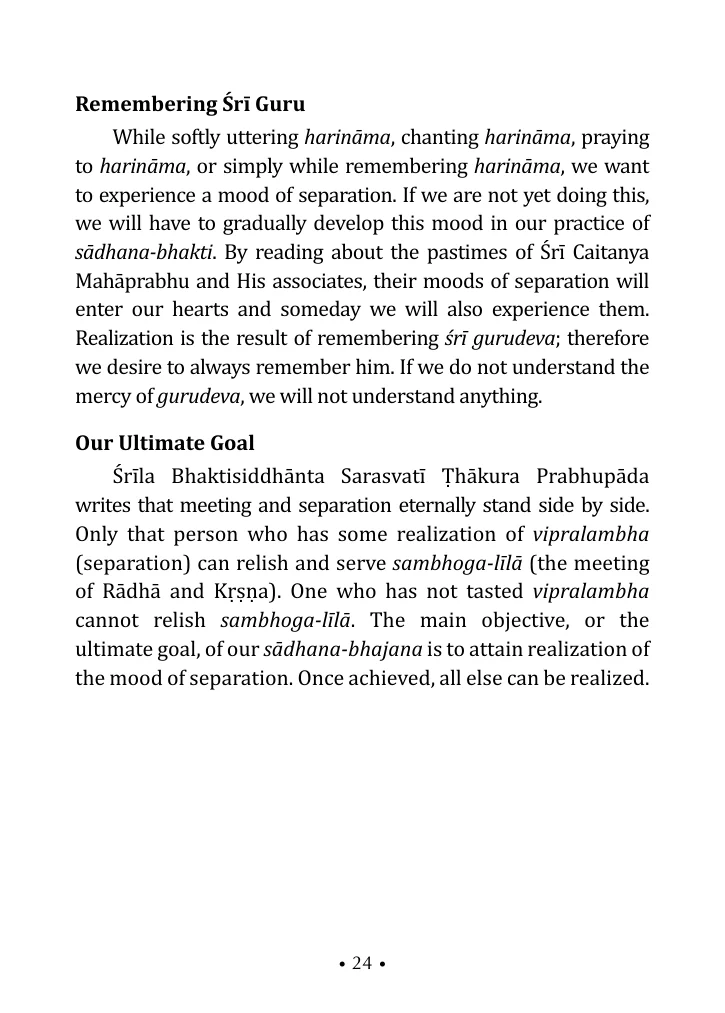 Remembering Śrī Guru
While softly uttering harināma, chanting harināma, praying
to harināma, or simply while remembering harināma, we want
to experience a mood of separation. If we are not yet doing this,
we will have to gradually develop this mood in our practice of
sādhana-bhakti. By reading about the pastimes of Śrī Caitanya
Mahāprabhu and His associates, their moods of separation will
enter our hearts and someday we will also experience them.
Realization is the result of remembering śrī gurudeva; therefore
we desire to always remember him. If we do not understand the
mercy of gurudeva, we will not understand anything.
Our Ultimate Goal
Śrīla Bhaktisiddhānta Sarasvatī Ṭhākura Prabhupāda
writes that meeting and separation eternally stand side by side.
Only that person who has some realization of vipralambha
(separation) can relish and serve sambhoga-līlā (the meeting
of Rādhā and Kṛṣṇa). One who has not tasted vipralambha
cannot relish sambhoga-līlā. The main objective, or the
ultimate goal, of our sādhana-bhajana is to attain realization of
the mood of separation. Once achieved, all else can be realized.
• 24 •